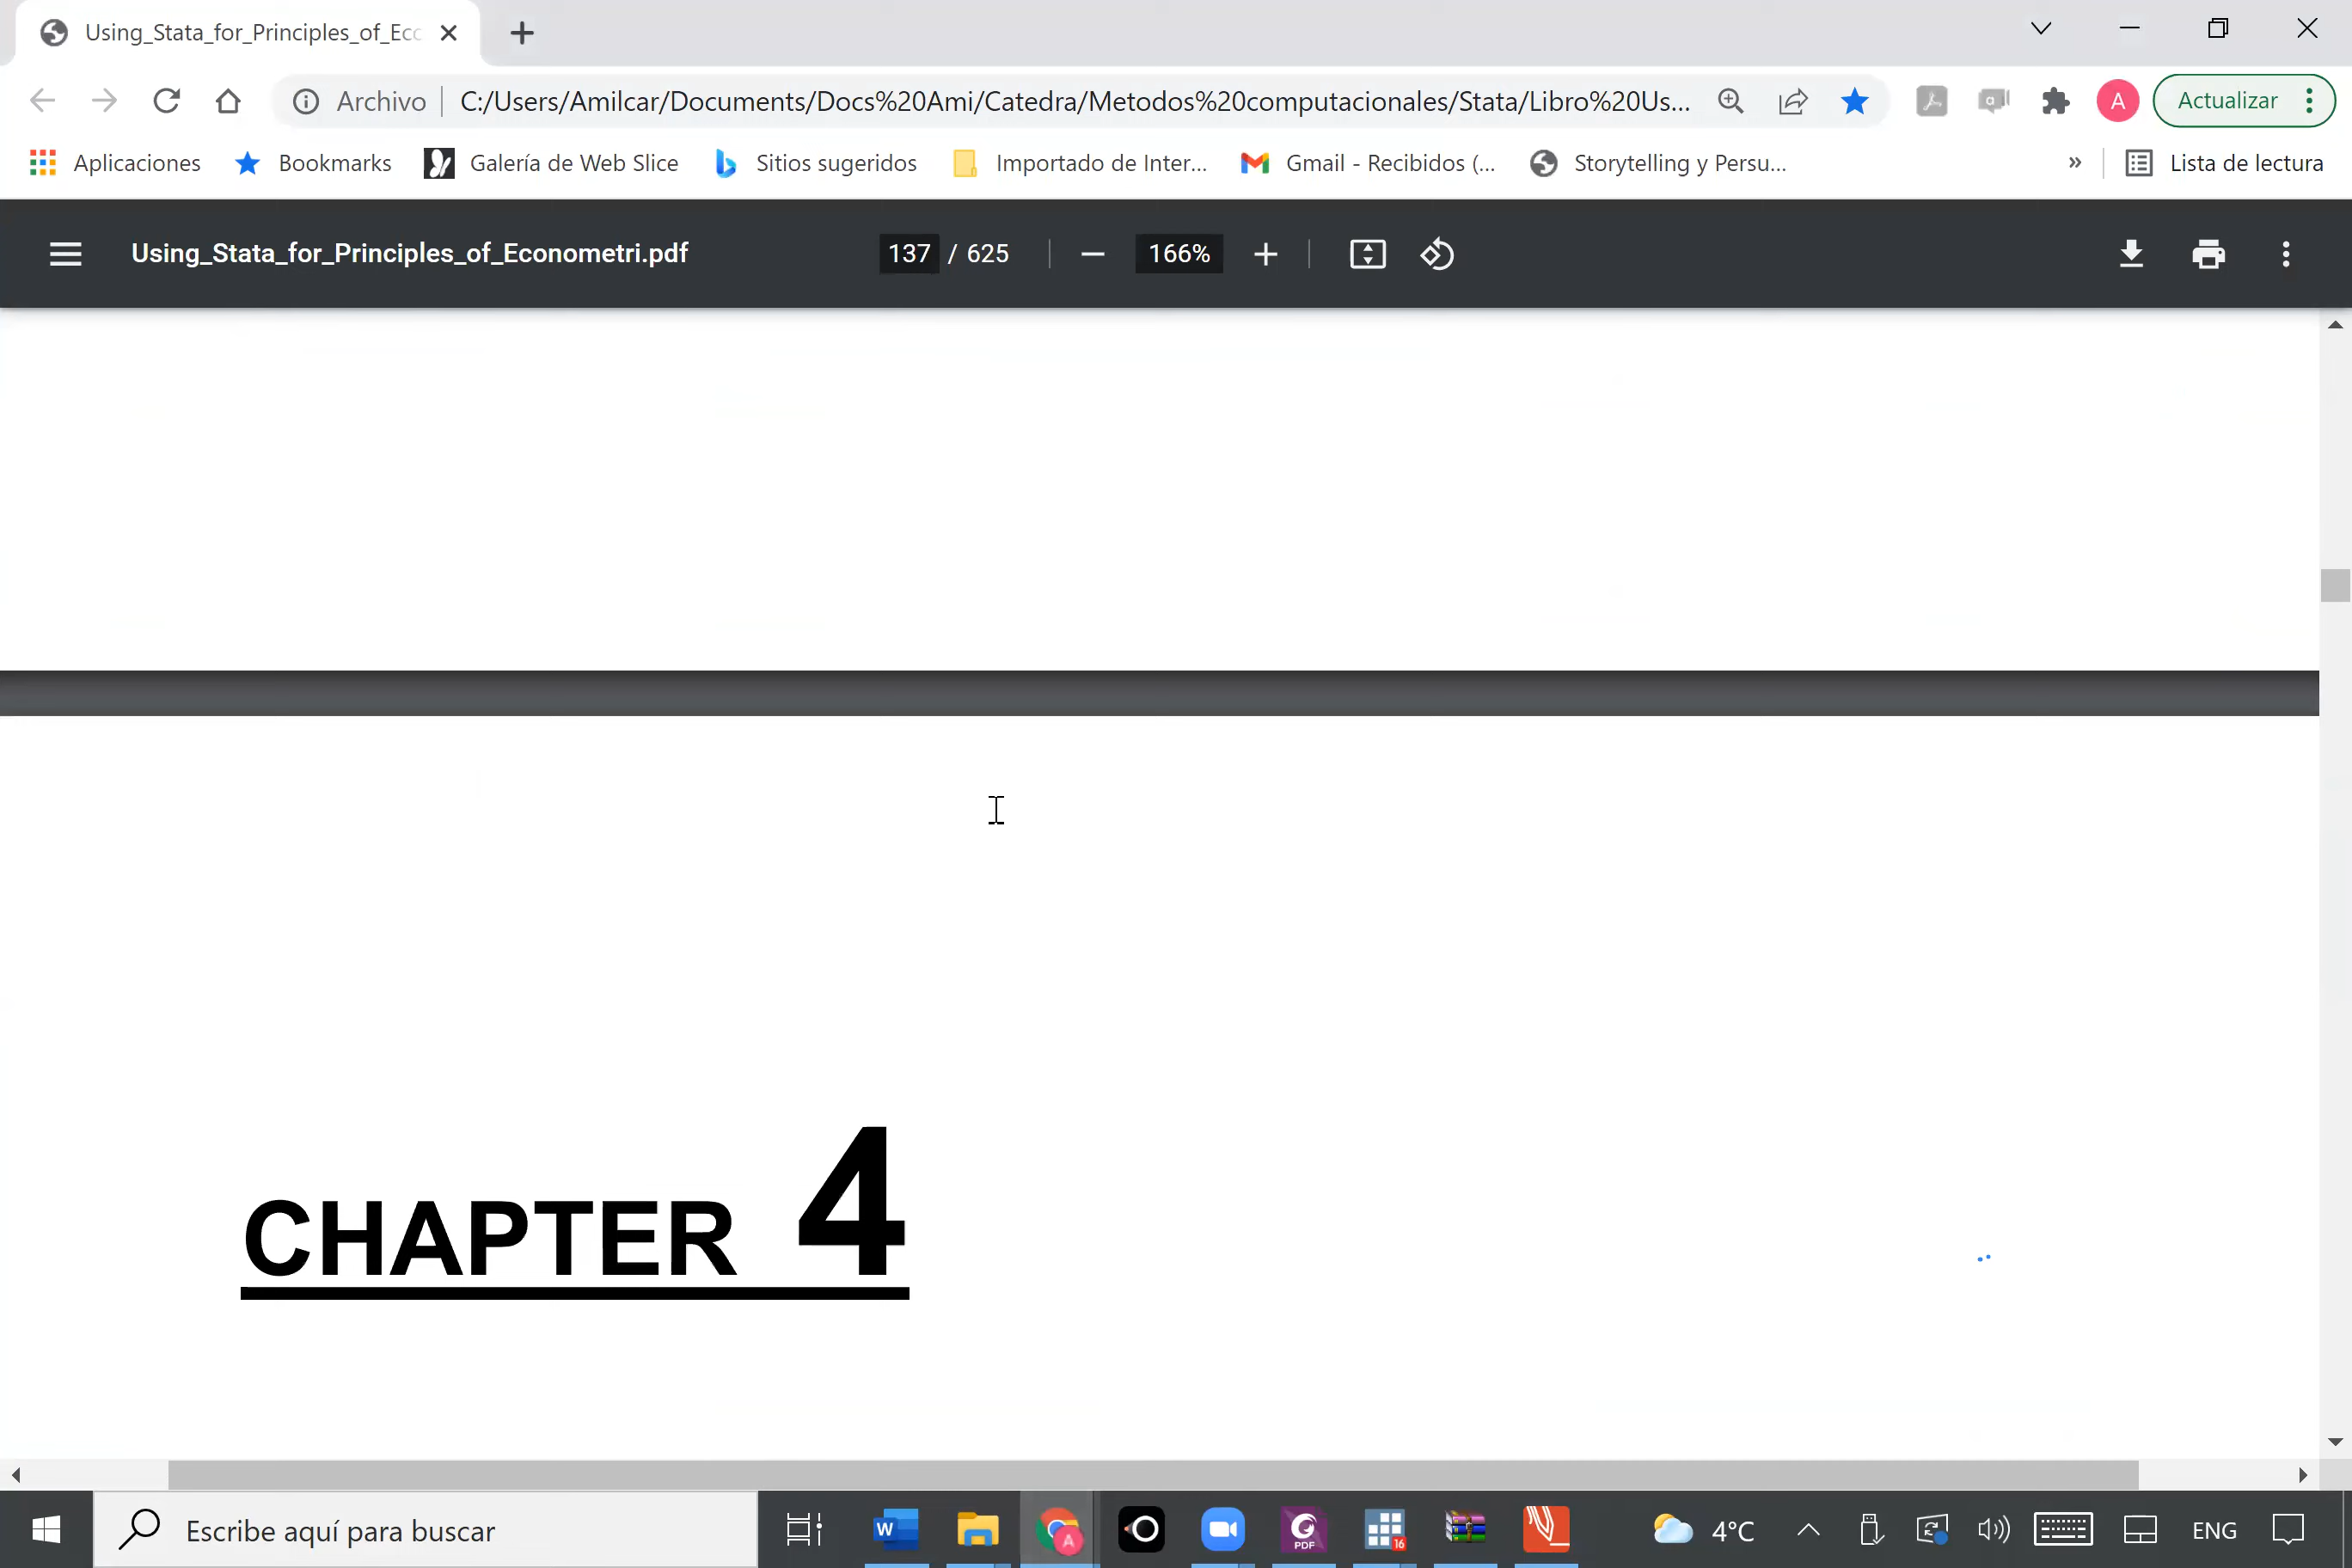 Using_Stata_for_Principles_of_Ecc
Archivo C:/Users/Amilcar/Documents/Docs%20Ami/Catedra/Metodos%20computacionales/Stata/Libro%20Us... A Actualizar
Aplicaciones Bookmarks Galería de Web Slice Sitios sugeridos Importado de Inter... Gmail - Recibidos (... Storytelling y Persu... » Lista de lectura
Using_Stata_for_Principles_of_Econometri.pdf 137 / 625 166%
CHAPTER 4
Escribe aquí para buscar W A PDF 16 4°C ENG